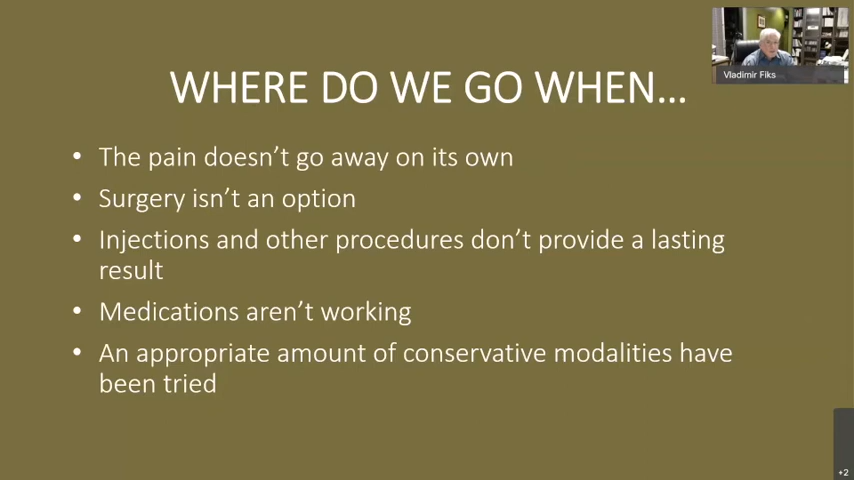 WHERE DO WE GO WHEN...
Vladimir Fiks
• The pain doesn't go away on its own
• Surgery isn't an option
• Injections and other procedures don't provide a lasting
result
• Medications aren't working
• An appropriate amount of conservative modalities have
been tried
+2